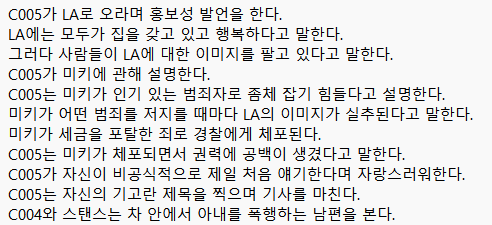 C005가 LA로 오라며 홍보성 발언을 한다.
LA에는 모두가 집을 갖고 있고 행복하다고 말한다.
그러다 사람들이 LA에 대한 이미지를 팔고 있다고 말한다.
C005가 미키에 관해 설명한다.
C005는 미키가 인기 있는 범죄자로 좀체 잡기 힘들다고 설명한다.
미키가 어떤 범죄를 저지를 때마다 LA의 이미지가 실추된다고 말한다.
미키가 세금을 포탈한 죄로 경찰에게 체포된다.
C005는 미키가 체포되면서 권력에 공백이 생겼다고 말한다.
C005가 자신이 비공식적으로 제일 처음 얘기한다며 자랑스러워한다.
C005는 자신의 기고란 제목을 찍으며 기사를 마친다.
C004와 스탠스는 차 안에서 아내를 폭행하는 남편을 본다.